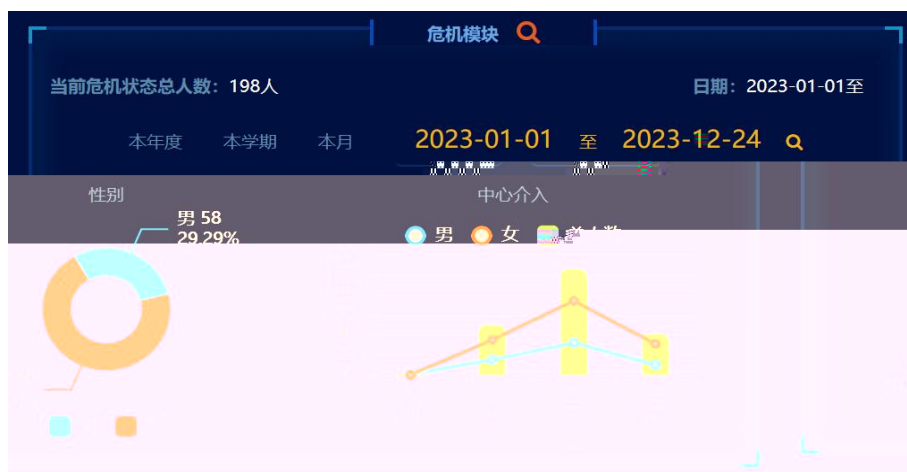 危机模块
当前危机状态总人数：198人
日期：2023-01-01至
本年度 本学期 本月 2023-01-01 至 2023-12-24
性别 中心介入
男 58
29.29%
男 女